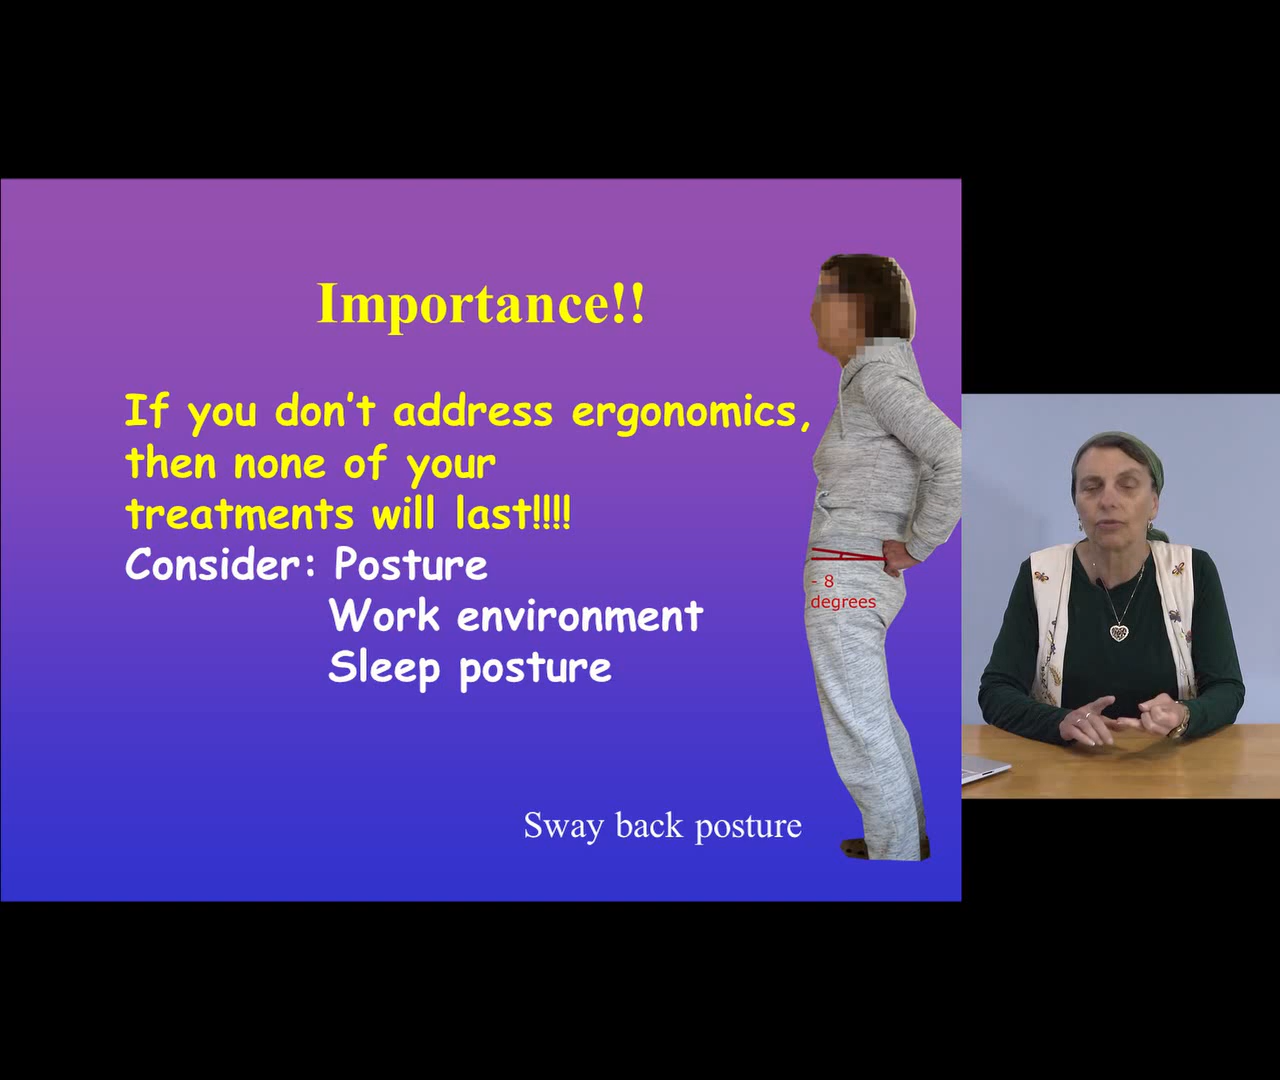 Importance!!
If you don't address ergonomics,
then none of your
treatments will last!!!!
Consider: Posture
Work environment
Sleep posture
- 8
degrees
Sway back posture